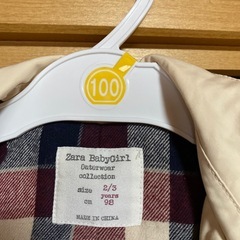 100
Zara BabyGirl
Outerwear
collection
size 2/3
years
cm 98
MADE IN CHINA